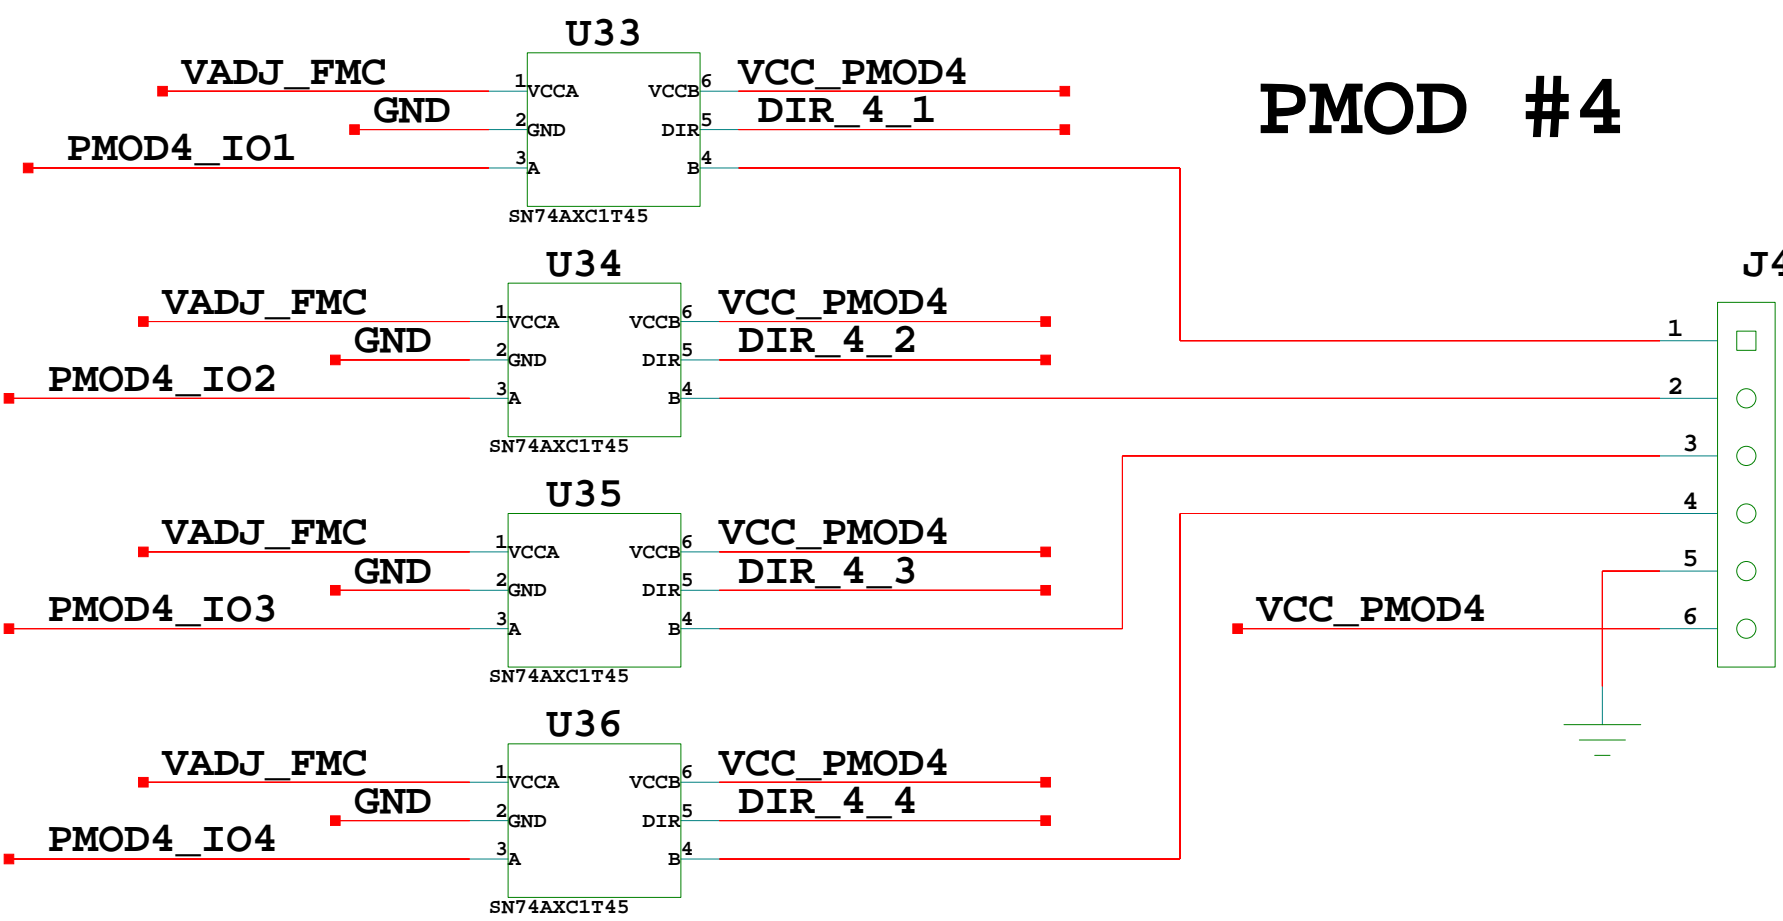 U33
VADJ_FMC 1 VCCA VCCB 6 VCC_PMOD4
GND 2 GND DIR 5 DIR_4_1
PMOD4_IO1 3 A B 4
SN74AXC1T45
PMOD #4
U34
VADJ_FMC 1 VCCA VCCB 6 VCC_PMOD4
GND 2 GND DIR 5 DIR_4_2
PMOD4_IO2 3 A B 4
SN74AXC1T45
U35
VADJ_FMC 1 VCCA VCCB 6 VCC_PMOD4
GND 2 GND DIR 5 DIR_4_3
PMOD4_IO3 3 A B 4
SN74AXC1T45
U36
VADJ_FMC 1 VCCA VCCB 6 VCC_PMOD4
GND 2 GND DIR 5 DIR_4_4
PMOD4_IO4 3 A B 4
SN74AXC1T45
J4
1
2
3
4
5
VCC_PMOD4 6